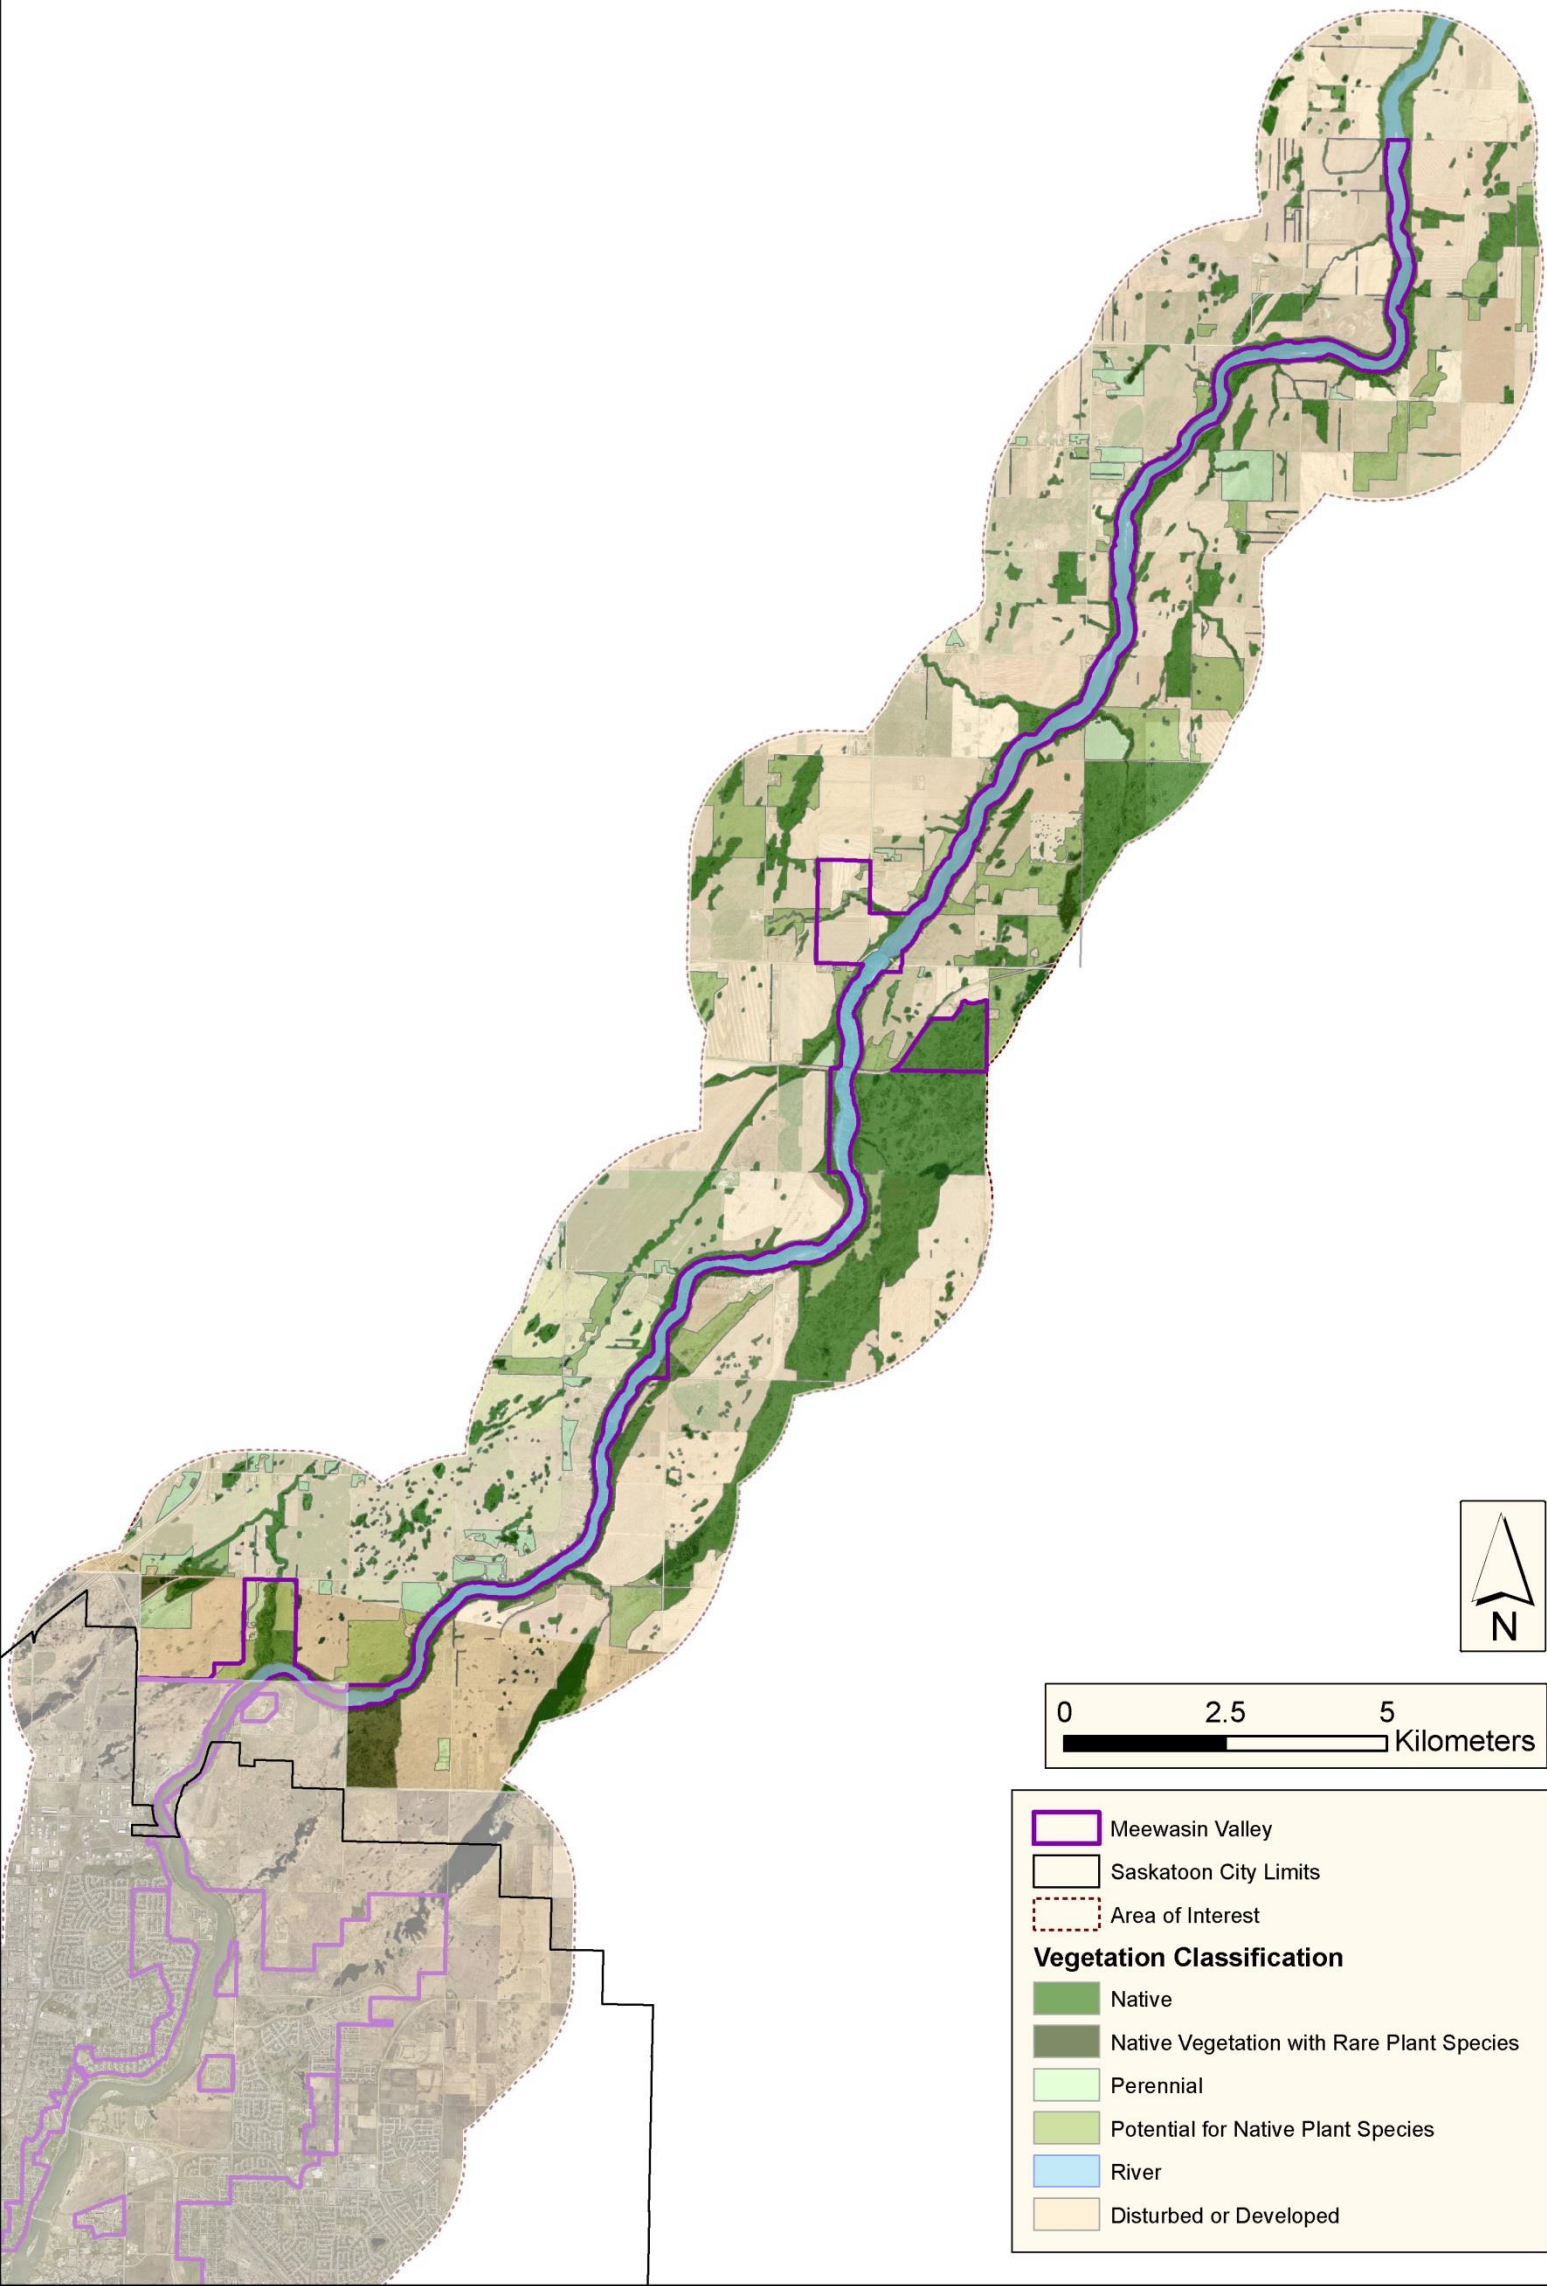 N
0 2.5 5
Kilometers
Meewasin Valley
Saskatoon City Limits
Area of Interest
Vegetation Classification
Native
Native Vegetation with Rare Plant Species
Perennial
Potential for Native Plant Species
River
Disturbed or Developed